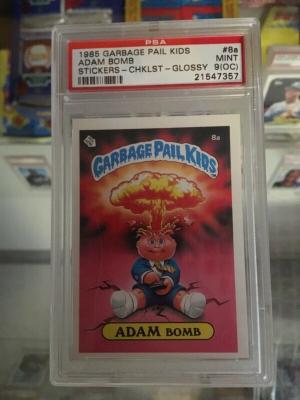 PSA
1985 GARBAGE PAIL KIDS #8a
ADAM BOMB MINT
STICKERS-CHKLST-GLOSSY 9(OC)
21547357
8a
GARBAGE PAIL KIDS
ADAM BOMB